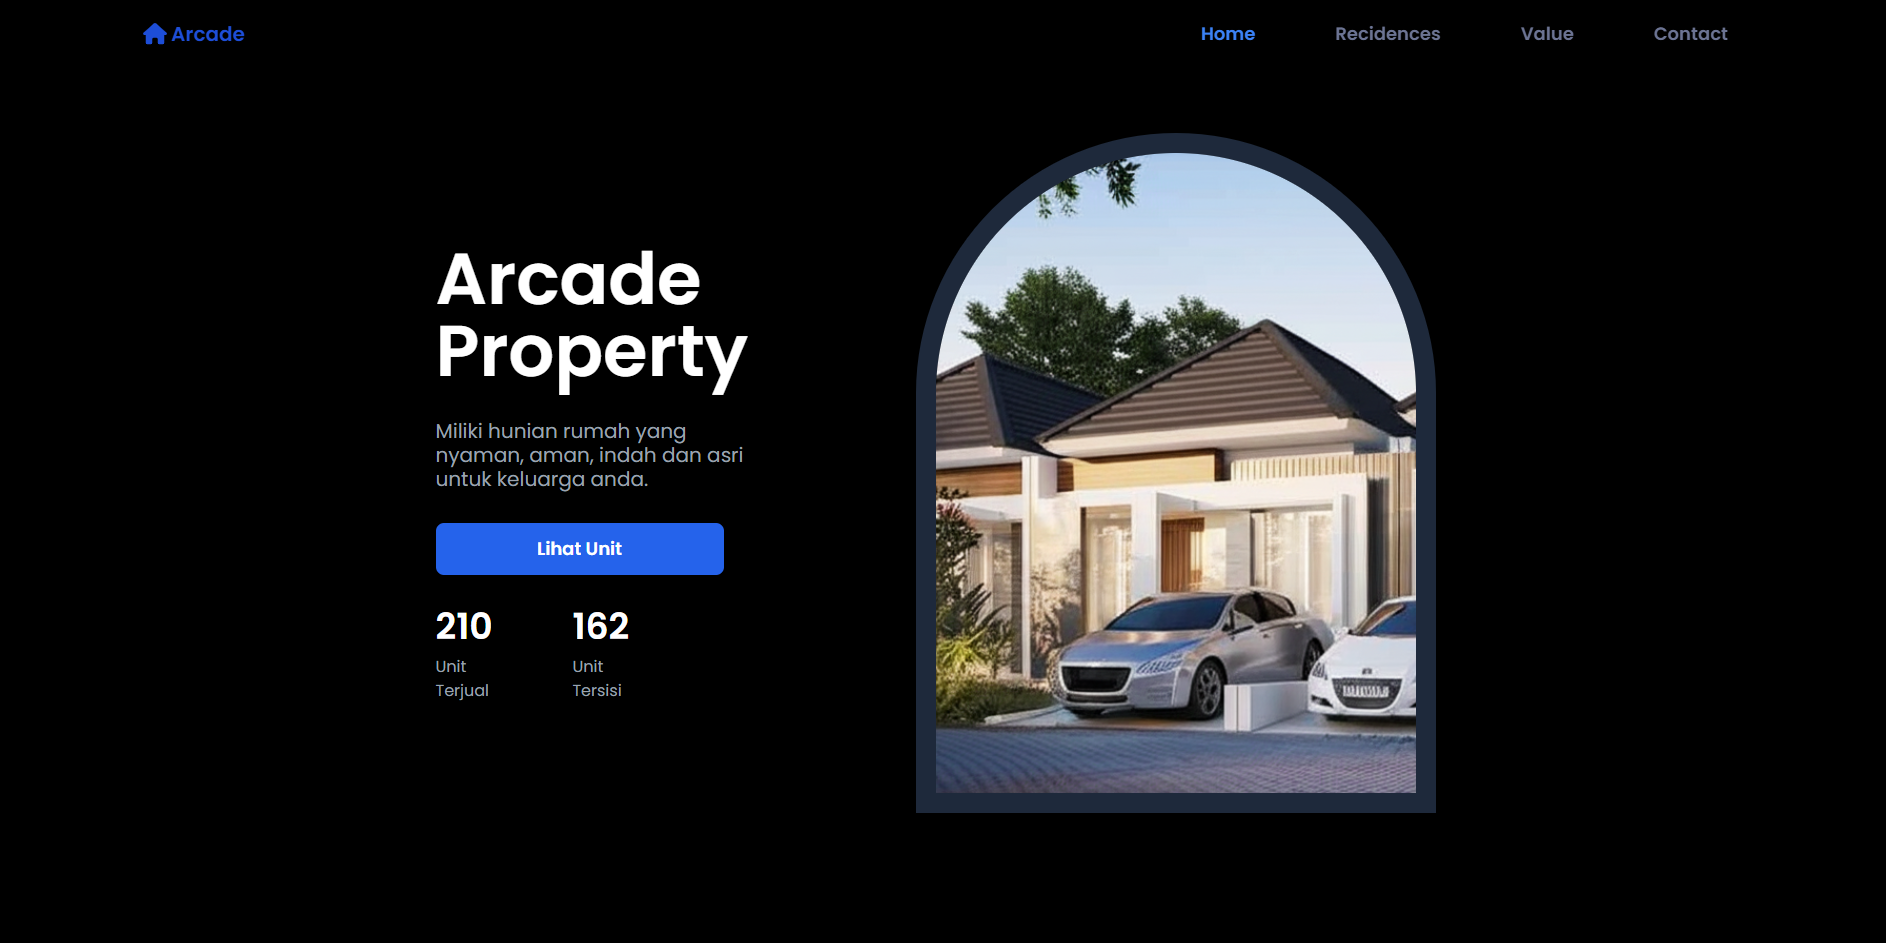 Arcade
Home Recidences Value Contact
Arcade
Property
Miliki hunian rumah yang
nyaman, aman, indah dan asri
untuk keluarga anda.
Lihat Unit
210 162
Unit Unit
Terjual Tersisi